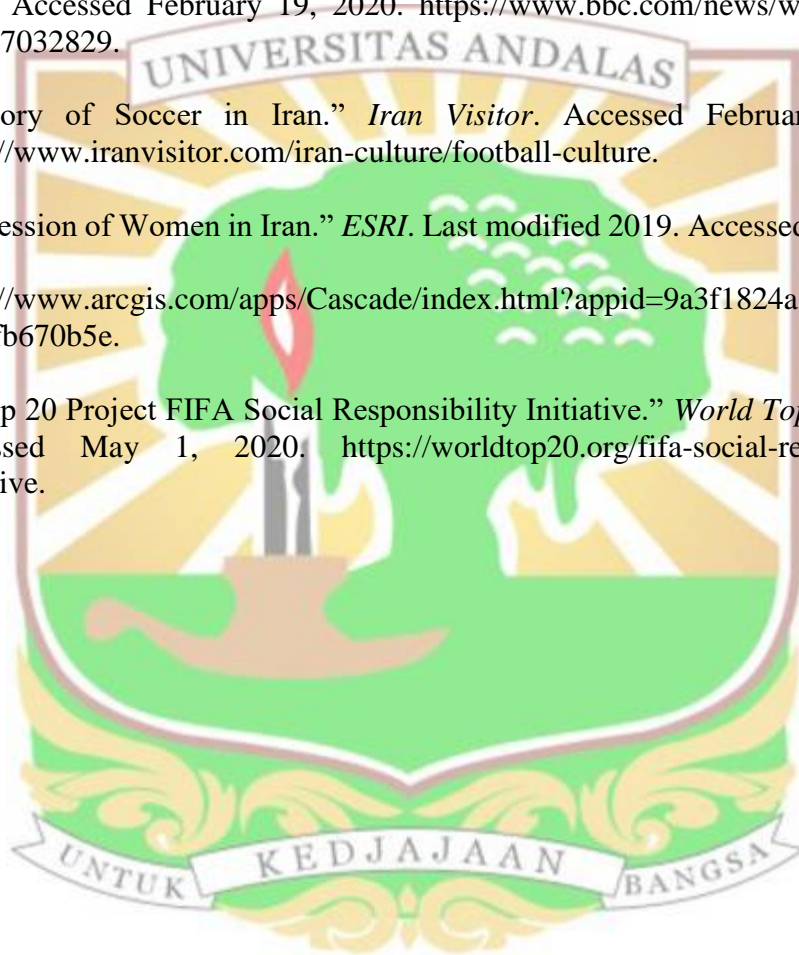 Accessed February 19, 2020. https://www.bbc.com/news/w
7032829.
UNIVERSITAS ANDALAS
ory of Soccer in Iran.” Iran Visitor. Accessed Februar
//www.iranvisitor.com/iran-culture/football-culture.
ession of Women in Iran.” ESRI. Last modified 2019. Accessed
//www.arcgis.com/apps/Cascade/index.html?appid=9a3f1824a
fb670b5e.
p 20 Project FIFA Social Responsibility Initiative.” World Top
ssed May 1, 2020. https://worldtop20.org/fifa-social-re
ive.
UNTUK KEDJAJAAN BANGSA